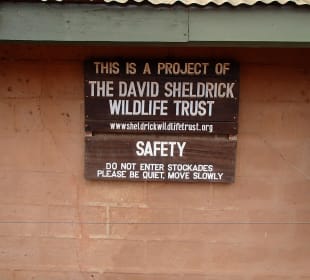 THIS IS A PROJECT OF
THE DAVID SHELDRICK
WILDLIFE TRUST
www.sheldrickwildlifetrust.org
SAFETY
DO NOT ENTER STOCKADES
PLEASE BE QUIET, MOVE SLOWLY